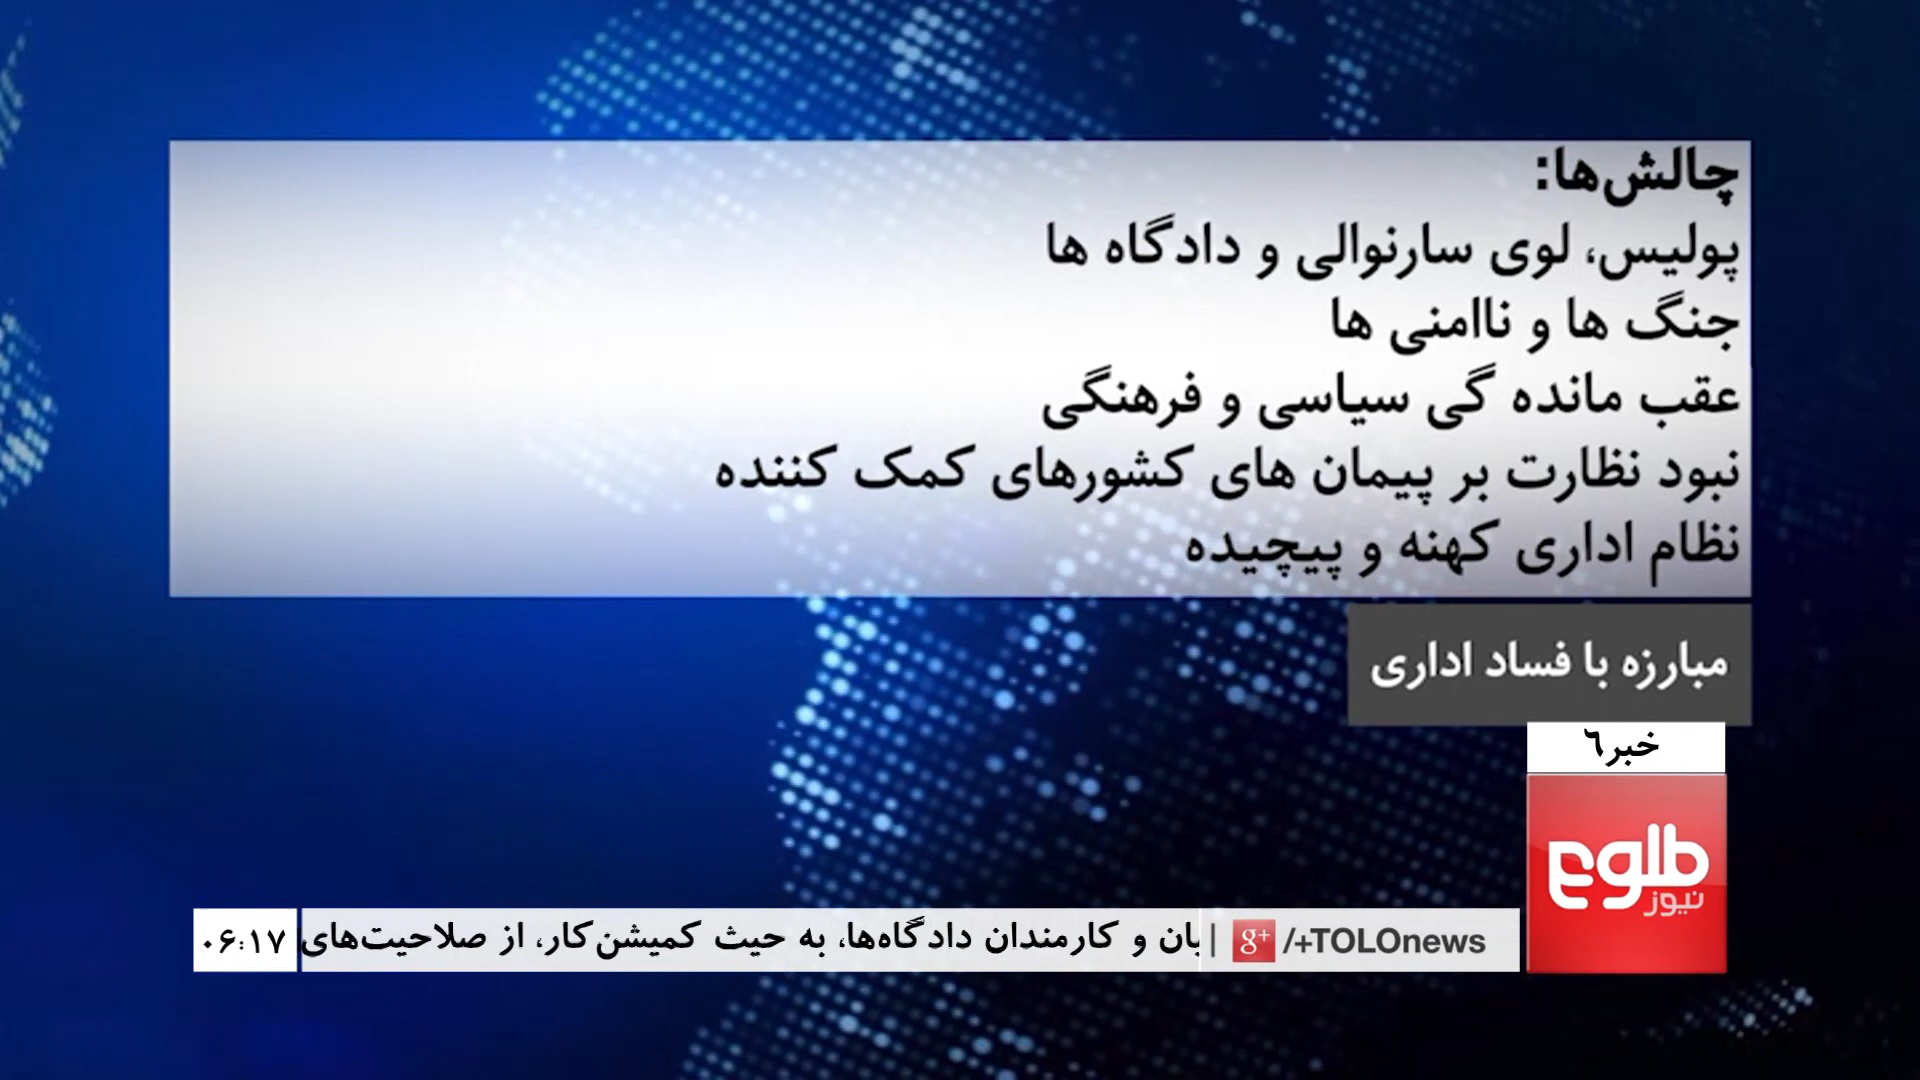 چالش‌ها:
پولیس، لوی سارنوالی و دادگاه ها
جنگ ها و ناامنی ها
عقب مانده گی سیاسی و فرهنگی
نبود نظارت بر پیمان های کشورهای کمک کننده
نظام اداری کهنه و پیچیده
مبارزه با فساد اداری
خبر٦
طلوع
نیوز
g+ /+TOLOnews
| یان و کارمندان دادگاه‌ها، به حیث کمیشن‌کار، از صلاحیت‌های
۰۶:۱۷